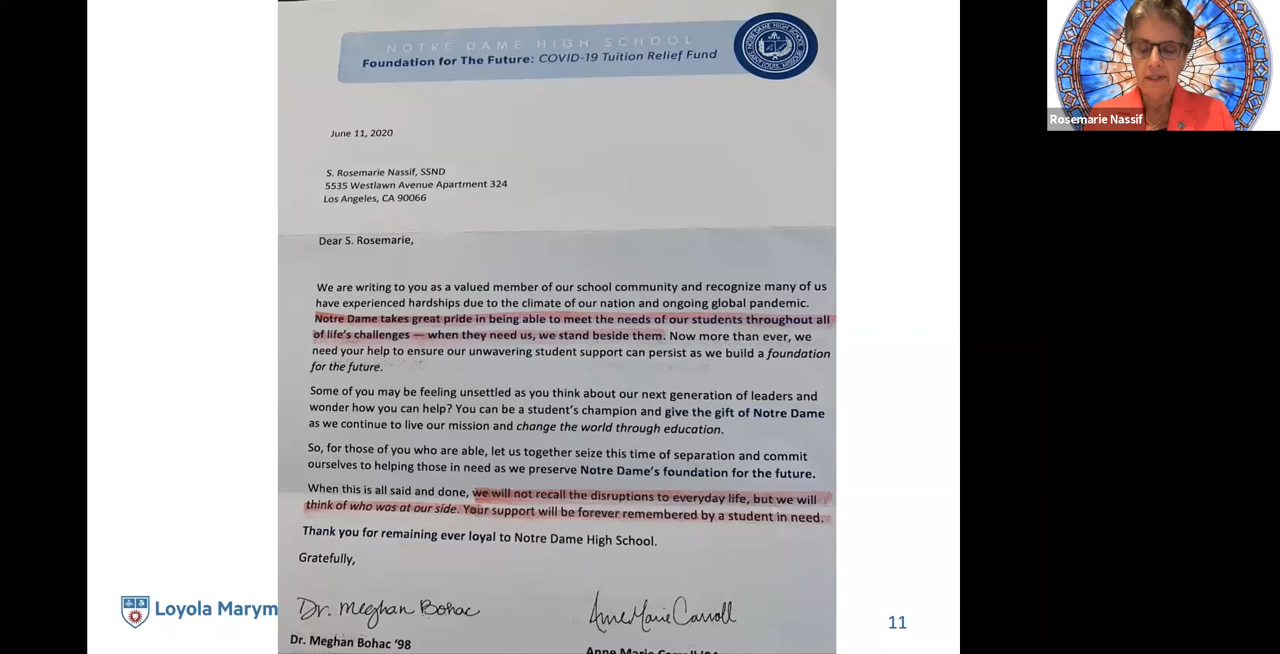 NOTRE DAME HIGH SCHOOL
Foundation for The Future: COVID-19 Tuition Relief Fund
NOTRE DAME HIGH SCHOOL
SAINT LOUIS, MISSOURI
Rosemarie Nassif
June 11, 2020
S. Rosemarie Nassif, SSND
5535 Westlawn Avenue Apartment 324
Los Angeles, CA 90066
Dear S. Rosemarie,
We are writing to you as a valued member of our school community and recognize many of us
have experienced hardships due to the climate of our nation and ongoing global pandemic.
Notre Dame takes great pride in being able to meet the needs of our students throughout all
of life's challenges — when they need us, we stand beside them. Now more than ever, we
need your help to ensure our unwavering student support can persist as we build a foundation
for the future.
Some of you may be feeling unsettled as you think about our next generation of leaders and
wonder how you can help? You can be a student's champion and give the gift of Notre Dame
as we continue to live our mission and change the world through education.
So, for those of you who are able, let us together seize this time of separation and commit
ourselves to helping those in need as we preserve Notre Dame's foundation for the future.
When this is all said and done, we will not recall the disruptions to everyday life, but we will
think of who was at our side. Your support will be forever remembered by a student in need.
Thank you for remaining ever loyal to Notre Dame High School.
Gratefully,
Loyola Marym
Dr. Meghan Bohac
AnneMarie Carroll
11
Dr. Meghan Bohac '98
Anne Marie Carroll